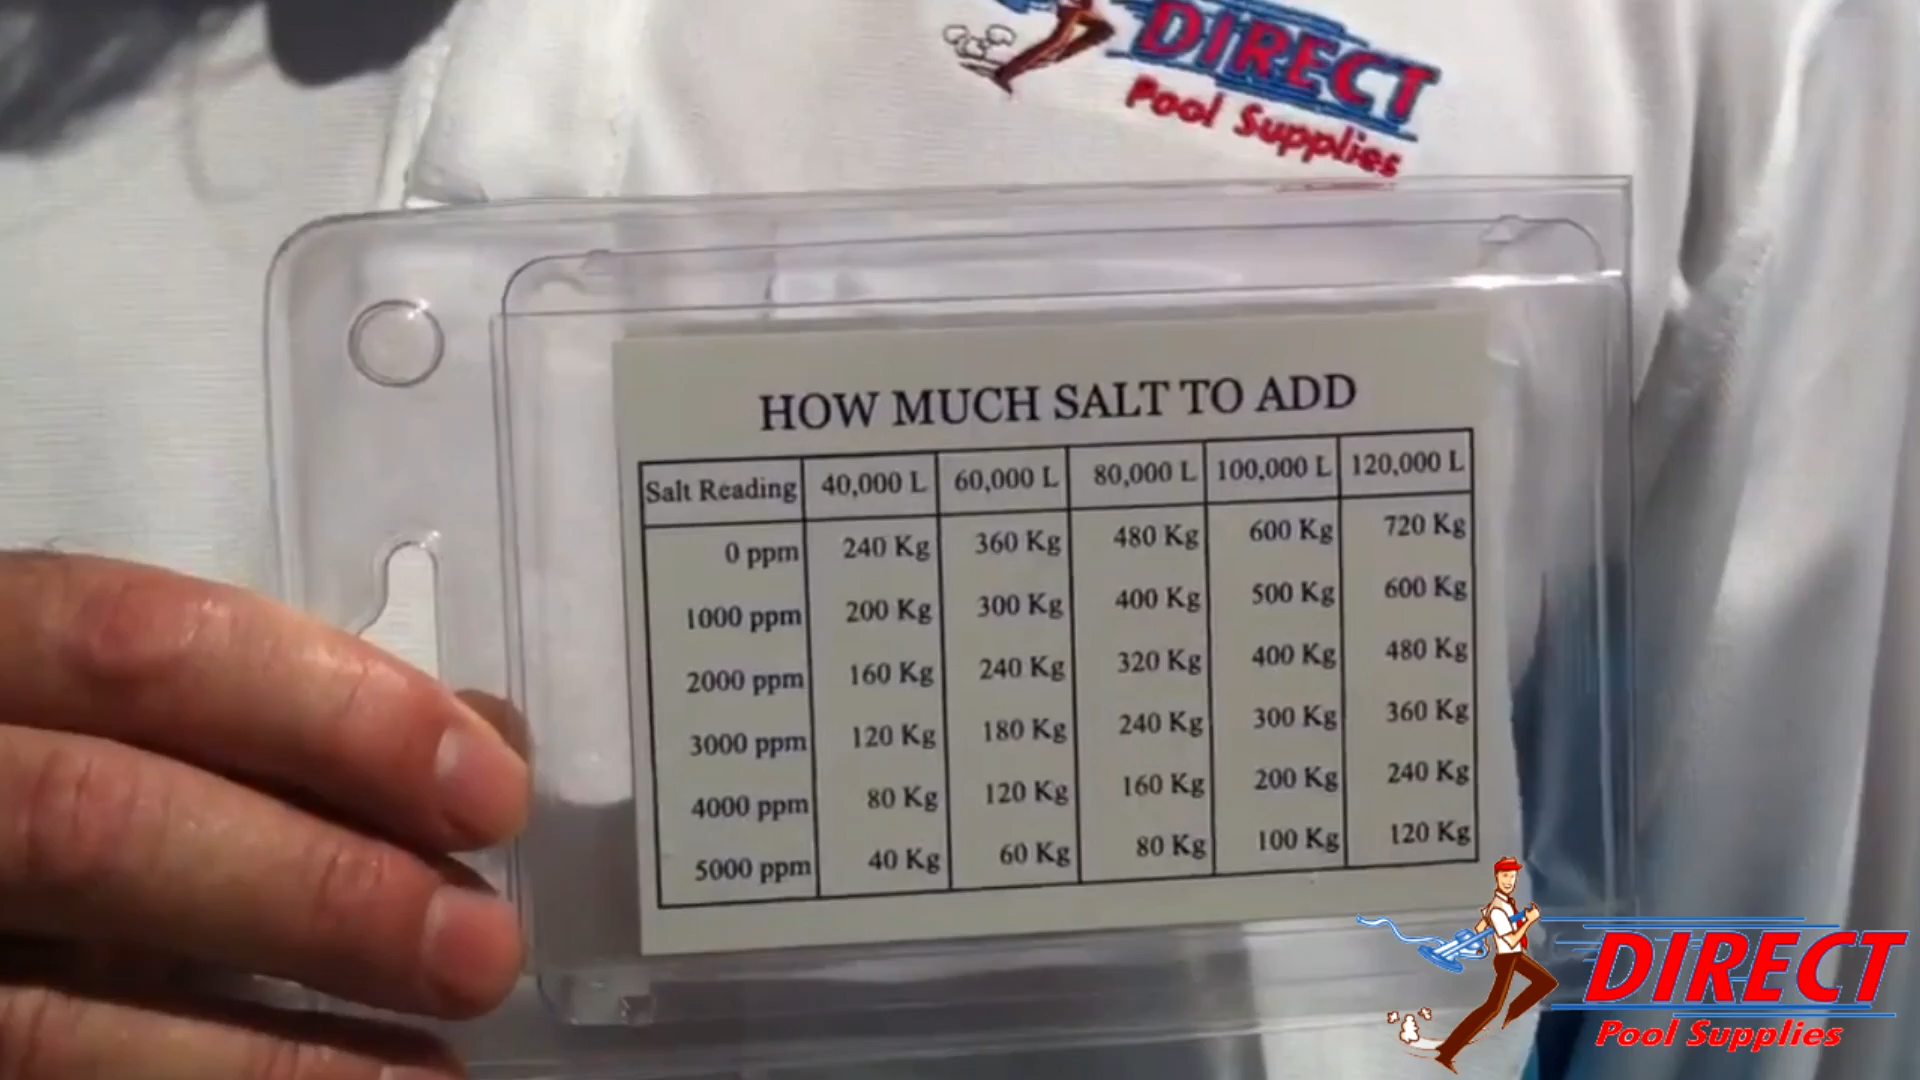 DIRECT
Pool Supplies
HOW MUCH SALT TO ADD
Salt Reading 40,000 L 60,000 L 80,000 L 100,000 L 120,000 L
0 ppm 240 Kg 360 Kg 480 Kg 600 Kg 720 Kg
1000 ppm 200 Kg 300 Kg 400 Kg 500 Kg 600 Kg
2000 ppm 160 Kg 240 Kg 320 Kg 400 Kg 480 Kg
3000 ppm 120 Kg 180 Kg 240 Kg 300 Kg 360 Kg
4000 ppm 80 Kg 120 Kg 160 Kg 200 Kg 240 Kg
5000 ppm 40 Kg 60 Kg 80 Kg 100 Kg 120 Kg
DIRECT
Pool Supplies